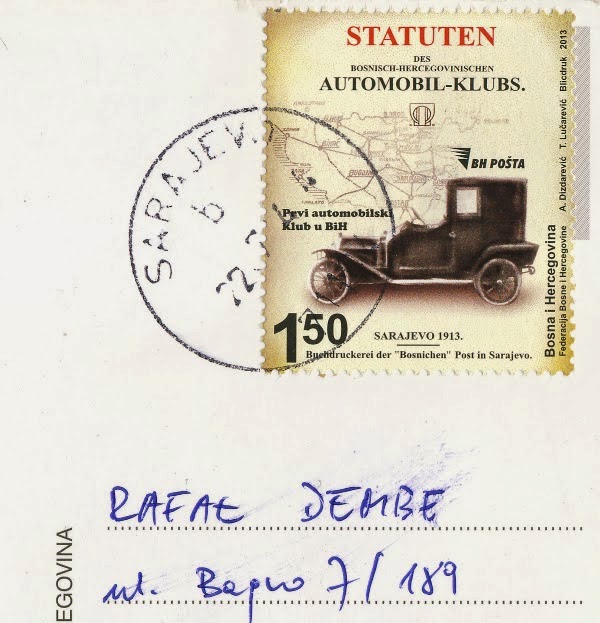 STATUTEN
DES
BOSNISCH-HERCEGOVINISCHEN
AUTOMOBIL-KLUBS.
BH POŠTA
Prvi automobilski
Klub u BiH
1 50
SARAJEVO 1913.
Buchdruckerei der "Bosnichen" Post in Sarajevo.
Bosna i Hercegovina
Federacija Bosne i Hercegovine A. Dizdarević T. Lučarević Blicdruk 2013
SARAJEVO
6
RAFAŁ DEMBE
ul. 7/189
EGOVINA